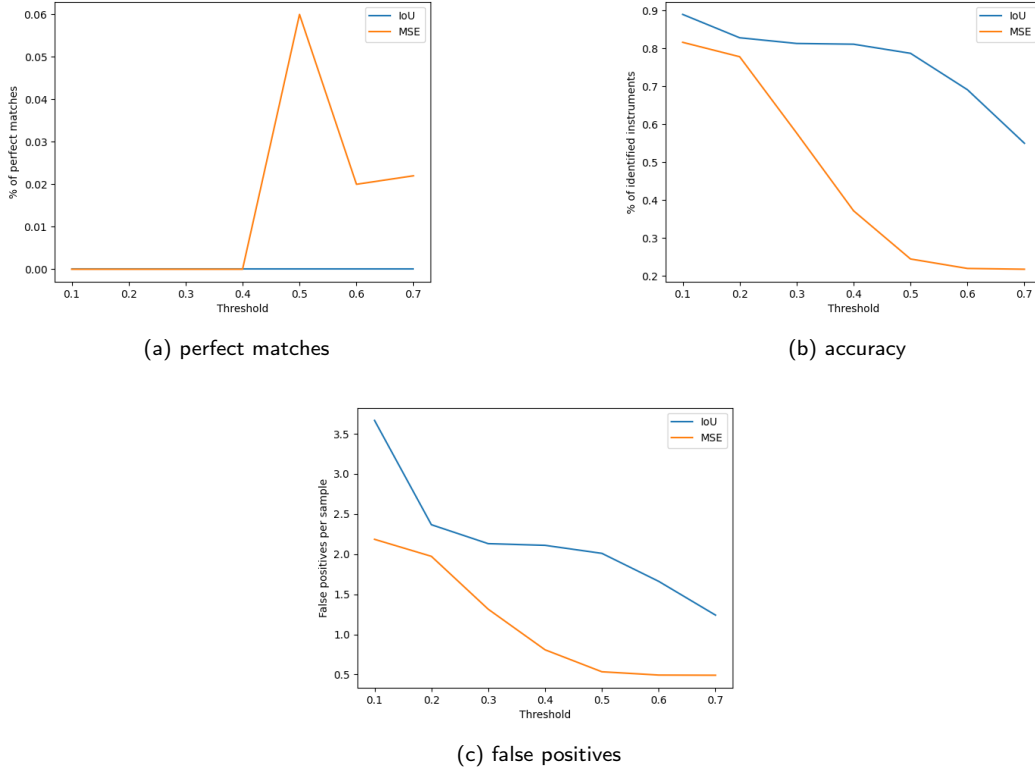 IoU
MSE
% of perfect matches
0.06
0.05
0.04
0.03
0.02
0.01
0.00
0.1 0.2 0.3 0.4 0.5 0.6 0.7
Threshold
(a) perfect matches
IoU
MSE
% of identified instruments
0.9
0.8
0.7
0.6
0.5
0.4
0.3
0.2
0.1 0.2 0.3 0.4 0.5 0.6 0.7
Threshold
(b) accuracy
IoU
MSE
False positives per sample
3.5
3.0
2.5
2.0
1.5
1.0
0.5
0.1 0.2 0.3 0.4 0.5 0.6 0.7
Threshold
(c) false positives